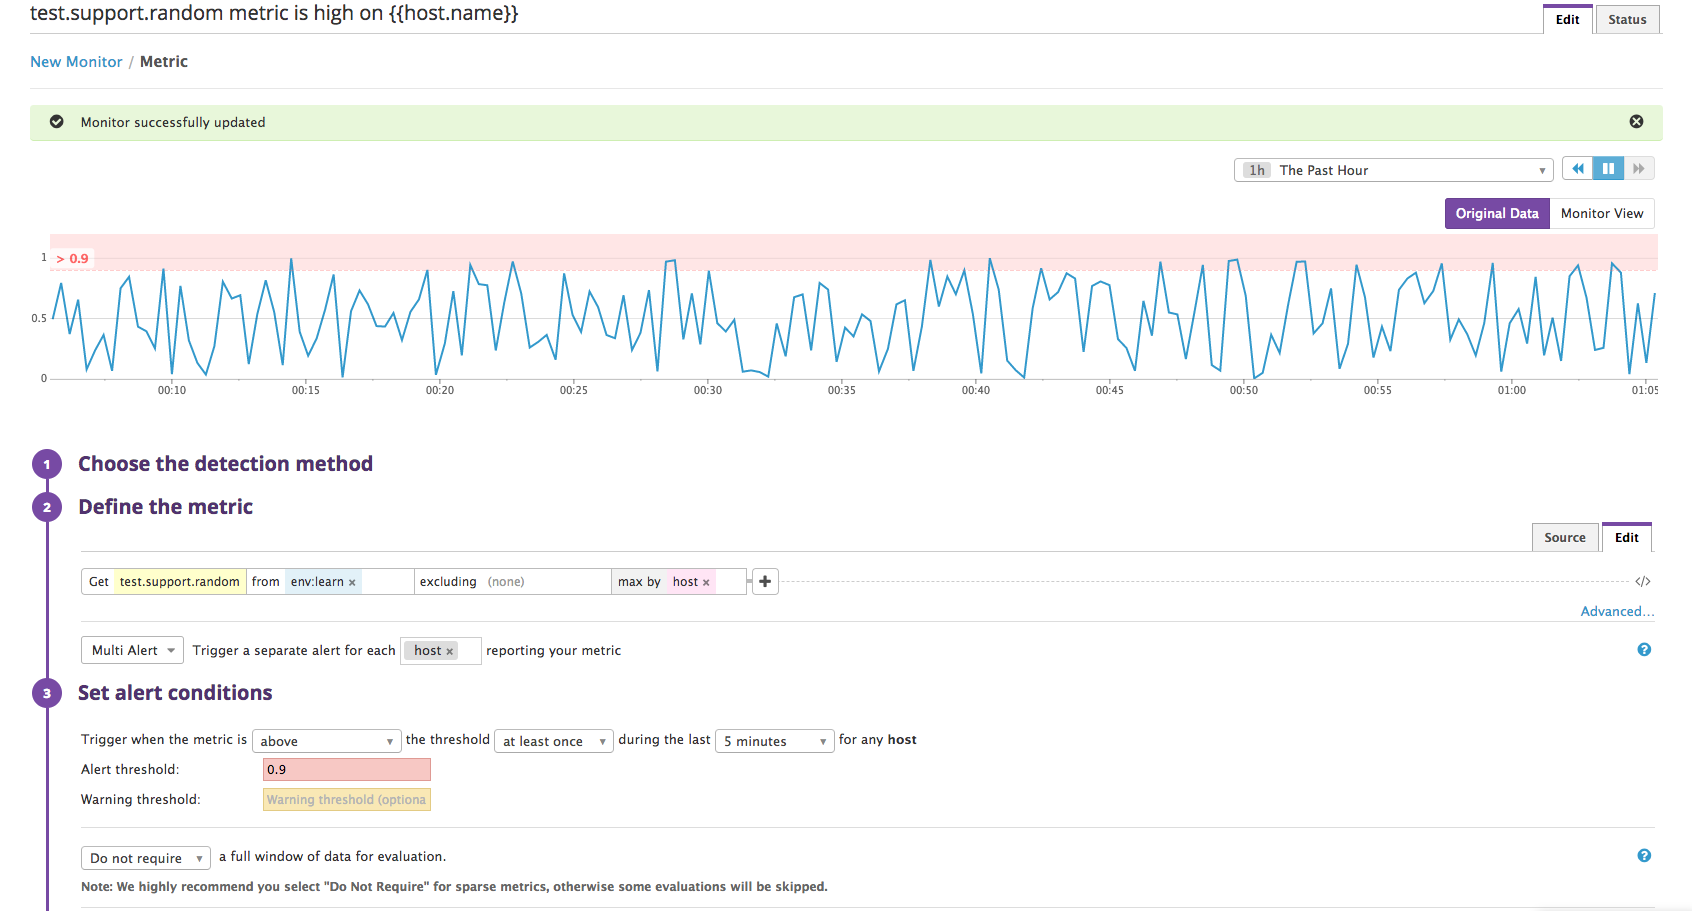 test.support.random metric is high on {{host.name}}
Edit Status
New Monitor / Metric
Monitor successfully updated
1h The Past Hour
Original Data Monitor View
1 > 0.9
0.5
0
00:10 00:15 00:20 00:25 00:30 00:35 00:40 00:45 00:50 00:55 01:00 01:05
1 Choose the detection method
2 Define the metric
Source Edit
Get test.support.random from env:learn × excluding (none) max by host × + </>
Advanced...
Multi Alert Trigger a separate alert for each host × reporting your metric ?
3 Set alert conditions
Trigger when the metric is above the threshold at least once during the last 5 minutes for any host
Alert threshold: 0.9
Warning threshold: Warning threshold (optiona
Do not require a full window of data for evaluation. ?
Note: We highly recommend you select "Do Not Require" for sparse metrics, otherwise some evaluations will be skipped.